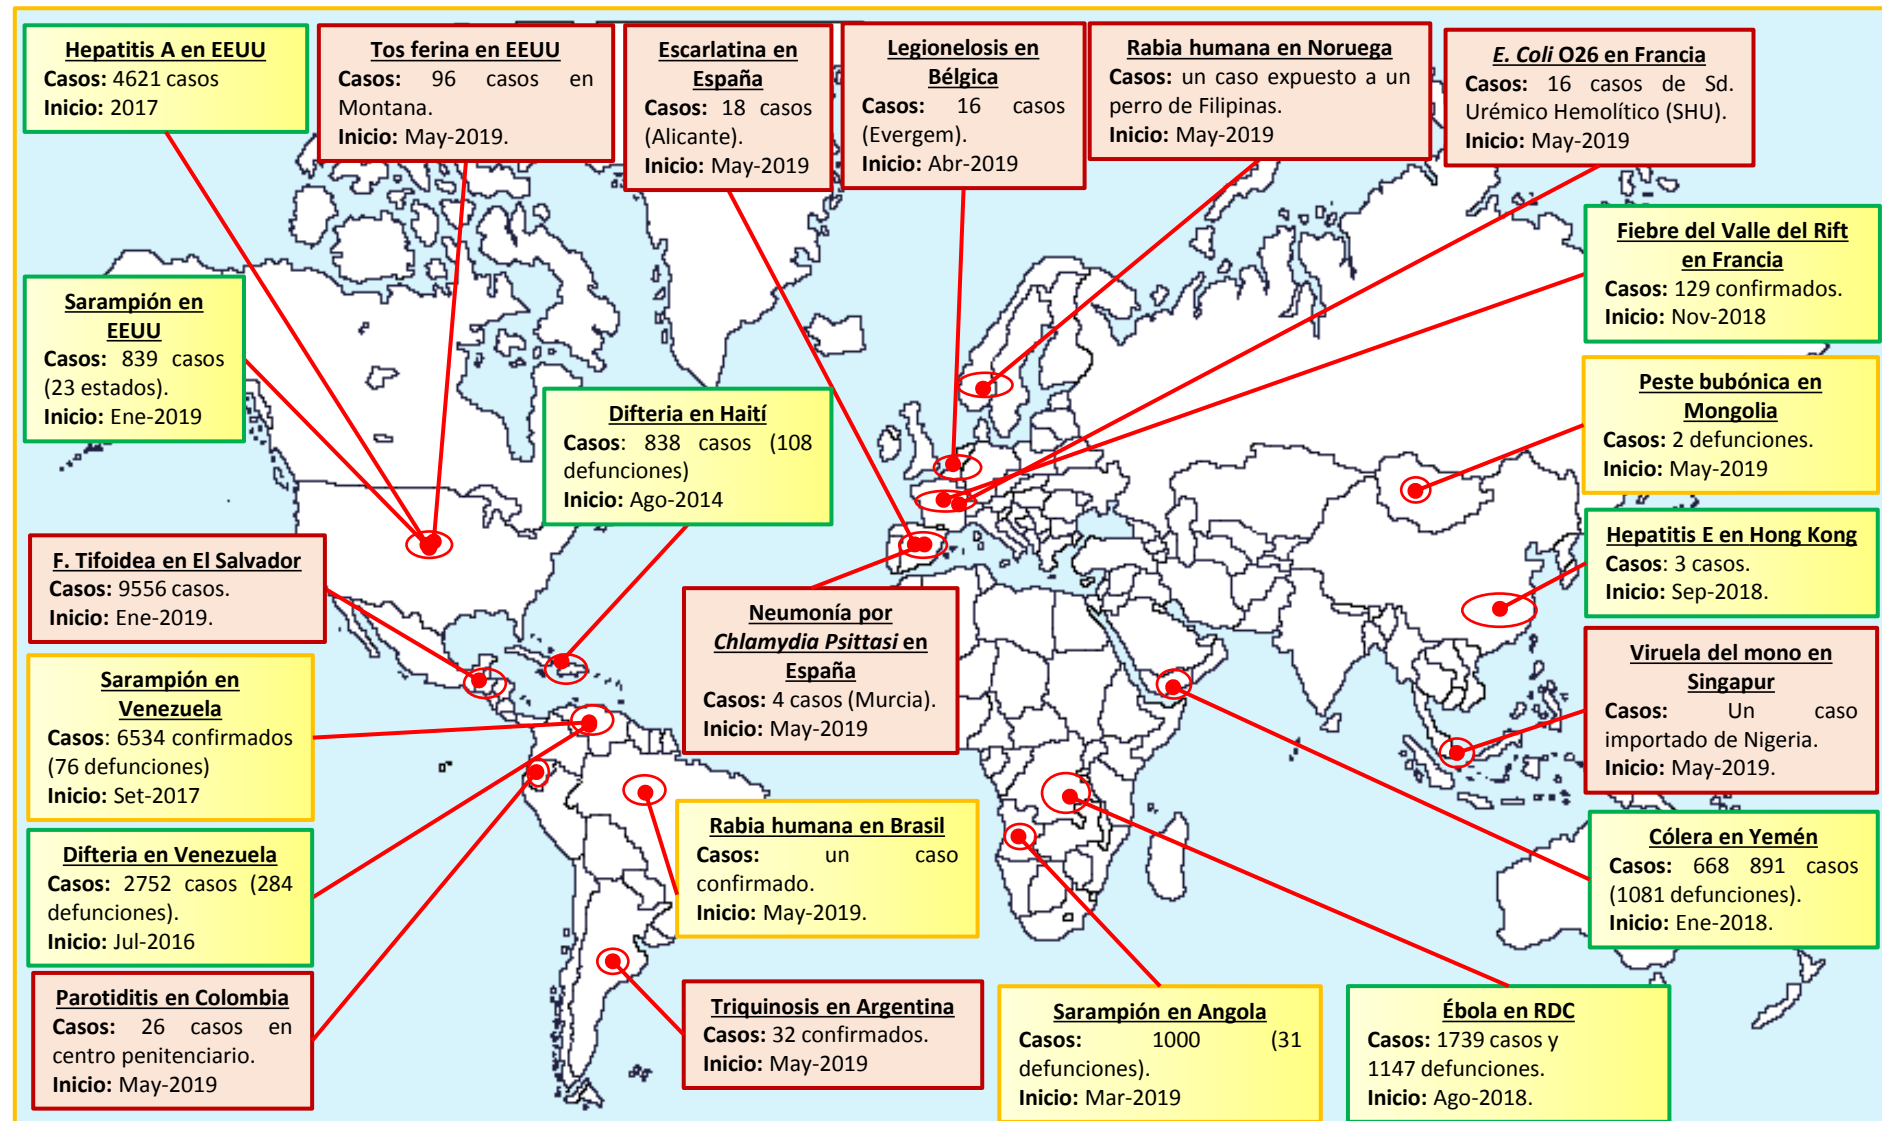 Hepatitis A en EEUU
Casos: 4621 casos
Inicio: 2017
Tos ferina en EEUU
Casos: 96 casos en
Montana.
Inicio: May-2019.
Escarlatina en
España
Casos: 18 casos
(Alicante).
Inicio: May-2019
Legionelosis en
Bélgica
Casos: 16 casos
(Evergem).
Inicio: Abr-2019
Rabia humana en Noruega
Casos: un caso expuesto a un
perro de Filipinas.
Inicio: May-2019
E. Coli O26 en Francia
Casos: 16 casos de Sd.
Urémico Hemolítico (SHU).
Inicio: May-2019
Fiebre del Valle del Rift
en Francia
Casos: 129 confirmados.
Inicio: Nov-2018
Sarampión en
EEUU
Casos: 839 casos
(23 estados).
Inicio: Ene-2019
Difteria en Haití
Casos: 838 casos (108
defunciones)
Inicio: Ago-2014
Peste bubónica en
Mongolia
Casos: 2 defunciones.
Inicio: May-2019
F. Tifoidea en El Salvador
Casos: 9556 casos.
Inicio: Ene-2019.
Hepatitis E en Hong Kong
Casos: 3 casos.
Inicio: Sep-2018.
Neumonía por
Chlamydia Psittasi en
España
Casos: 4 casos (Murcia).
Inicio: May-2019
Viruela del mono en
Singapur
Casos: Un caso
importado de Nigeria.
Inicio: May-2019.
Sarampión en
Venezuela
Casos: 6534 confirmados
(76 defunciones)
Inicio: Set-2017
Rabia humana en Brasil
Casos: un caso
confirmado.
Inicio: May-2019.
Cólera en Yemén
Casos: 668 891 casos
(1081 defunciones).
Inicio: Ene-2018.
Difteria en Venezuela
Casos: 2752 casos (284
defunciones).
Inicio: Jul-2016
Parotiditis en Colombia
Casos: 26 casos en
centro penitenciario.
Inicio: May-2019
Triquinosis en Argentina
Casos: 32 confirmados.
Inicio: May-2019
Sarampión en Angola
Casos: 1000 (31
defunciones).
Inicio: Mar-2019
Ébola en RDC
Casos: 1739 casos y
1147 defunciones.
Inicio: Ago-2018.